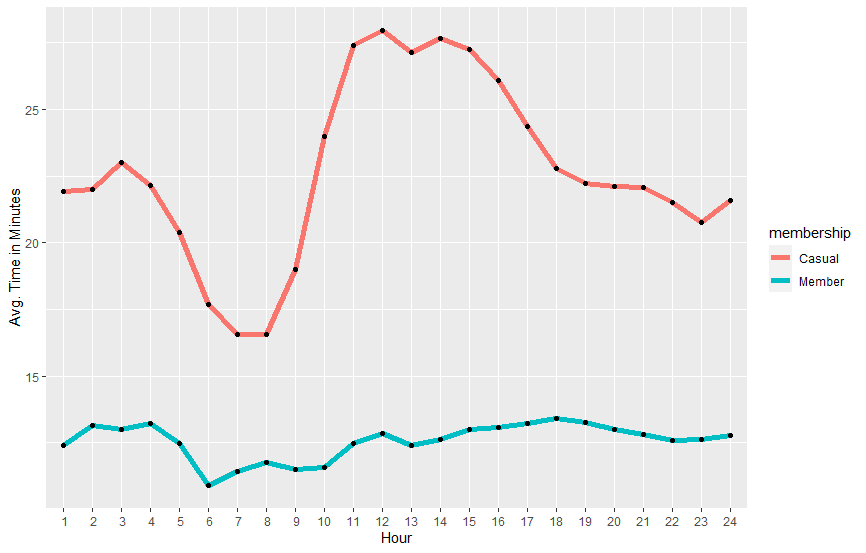 25
20
15
Avg. Time in Minutes
1 2 3 4 5 6 7 8 9 10 11 12 13 14 15 16 17 18 19 20 21 22 23 24
Hour
membership
Casual
Member